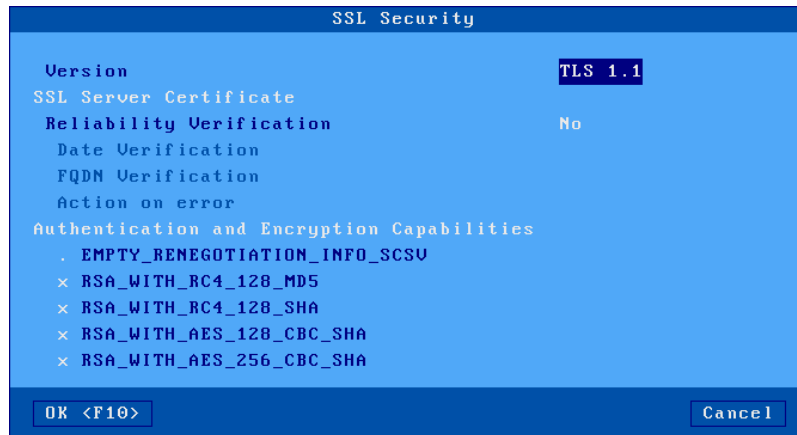 SSL Security
Version TLS 1.1
SSL Server Certificate
Reliability Verification No
Date Verification
FQDN Verification
Action on error
Authentication and Encryption Capabilities
. EMPTY_RENEGOTIATION_INFO_SCSV
x RSA_WITH_RC4_128_MD5
x RSA_WITH_RC4_128_SHA
x RSA_WITH_AES_128_CBC_SHA
x RSA_WITH_AES_256_CBC_SHA
OK <F10> Cancel